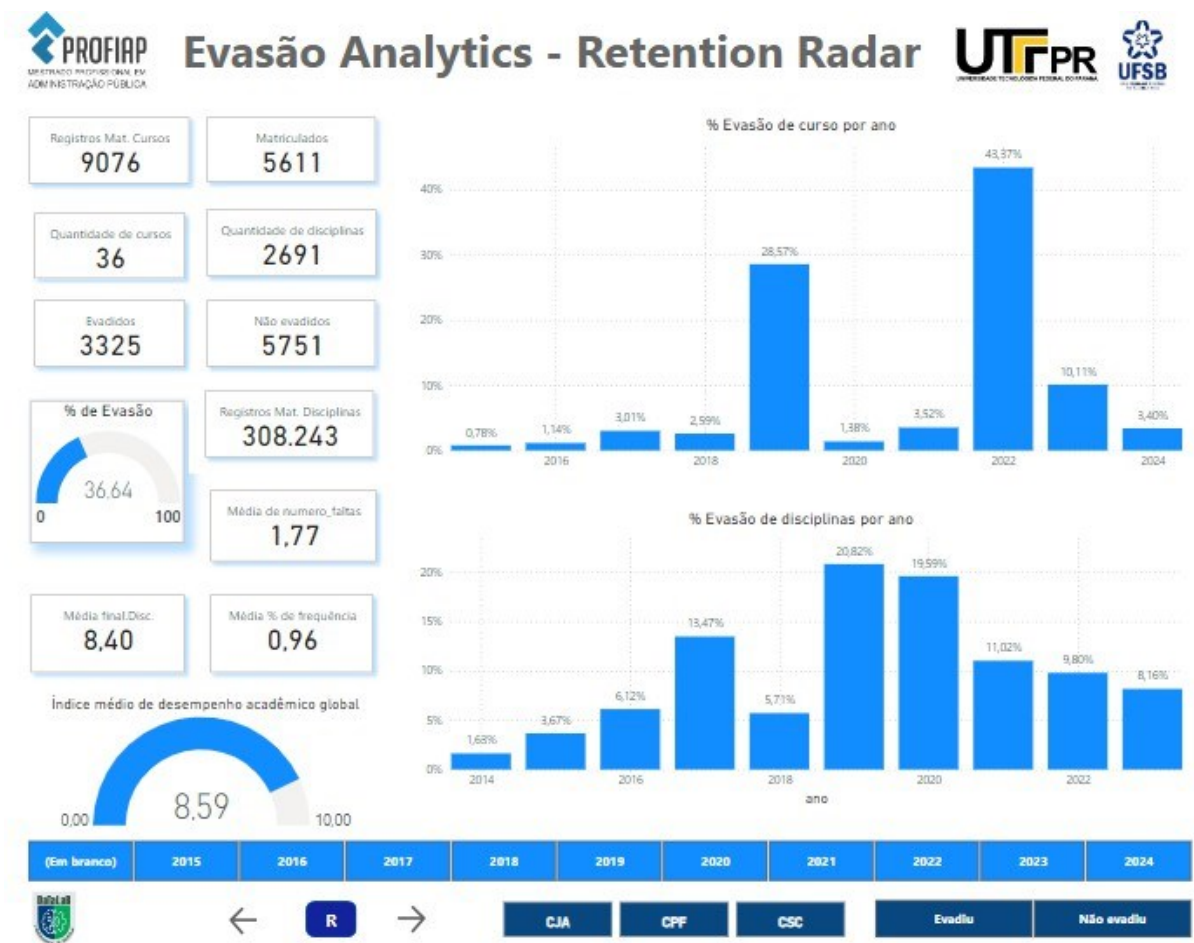 PROFIAP
MESTRADO PROFISSIONAL EM
ADMINISTRAÇÃO PÚBLICA
Evasão Analytics - Retention Radar
UTFPR
UNIVERSIDADE TECNOLÓGICA FEDERAL DO PARANÁ
UFSB
Registros Mat. Cursos
9076
Matriculados
5611
Quantidade de cursos
36
Quantidade de disciplinas
2691
Evadidos
3325
Não evadidos
5751
% de Evasão
36,64
0
100
Registros Mat. Disciplinas
308.243
Média de numero_faltas
1,77
Média final.Disc.
8,40
Média % de frequência
0,96
Índice médio de desempenho acadêmico global
8,59
0,00
10,00
% Evasão de curso por ano
40%
30%
20%
10%
0%
0,78%
1,14%
3,01%
2,59%
28,57%
1,38%
3,52%
43,37%
10,11%
3,40%
2016
2018
2020
2022
2024
% Evasão de disciplinas por ano
20%
15%
10%
5%
0%
1,63%
3,67%
6,12%
13,47%
5,71%
20,82%
19,59%
11,02%
9,80%
8,16%
2014
2016
2018
2020
2022
ano
(Em branco) 2015 2016 2017 2018 2019 2020 2021 2022 2023 2024
DataLab
R
CJA CPF CSC Evadiu Não evadiu